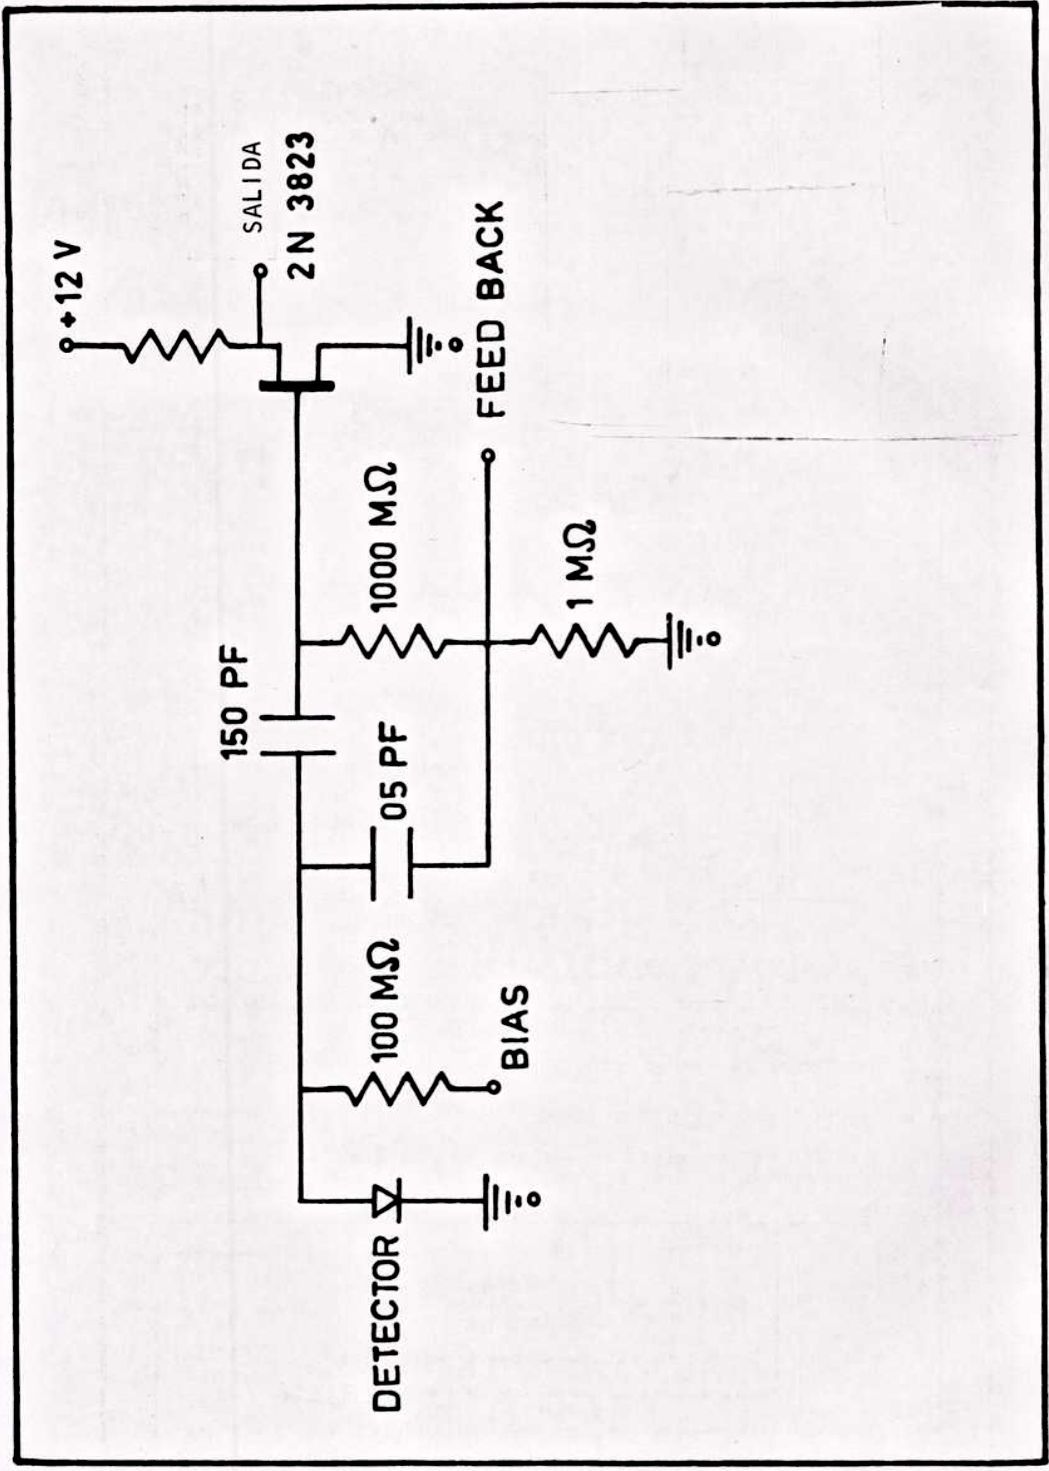 +12 V
SALIDA
2N 3823
150 PF
1000 MΩ
05 PF
100 MΩ
FEED BACK
1 MΩ
BIAS
DETECTOR